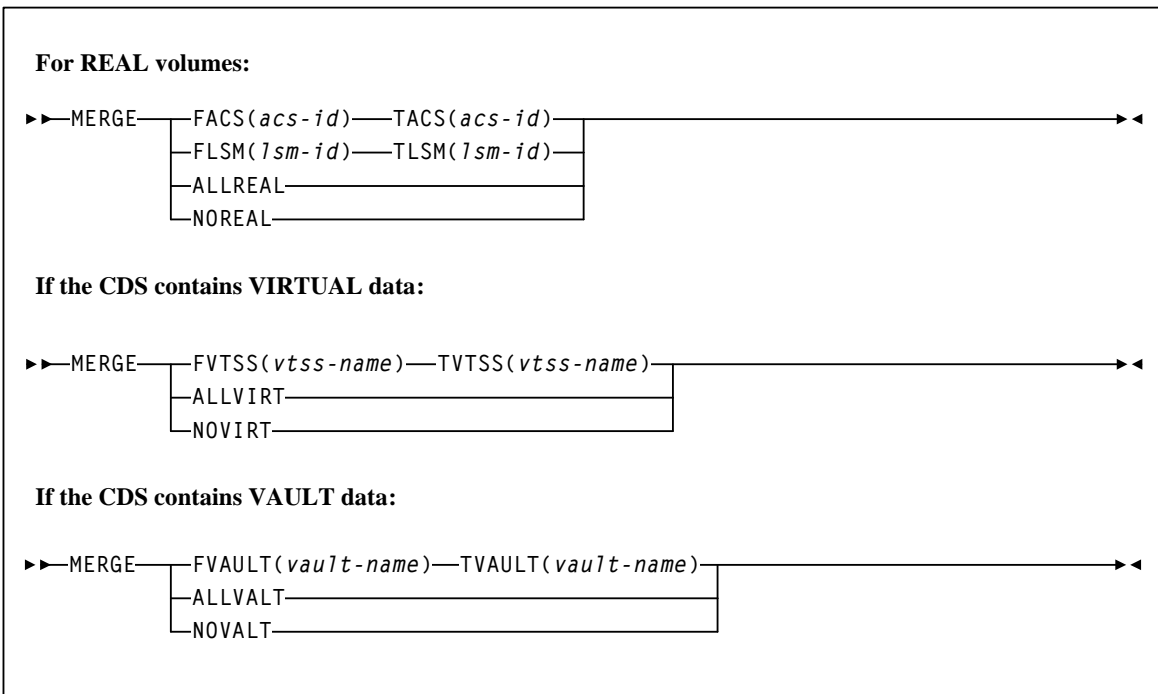 For REAL volumes:
MERGE FACS(acs-id) TACS(acs-id)
FLSM(lsm-id) TLSM(lsm-id)
ALLREAL
NOREAL
If the CDS contains VIRTUAL data:
MERGE FVTSS(vtss-name) TVTSS(vtss-name)
ALLVIRT
NOVIRT
If the CDS contains VAULT data:
MERGE FVAULT(vault-name) TVAULT(vault-name)
ALLVALT
NOVALT